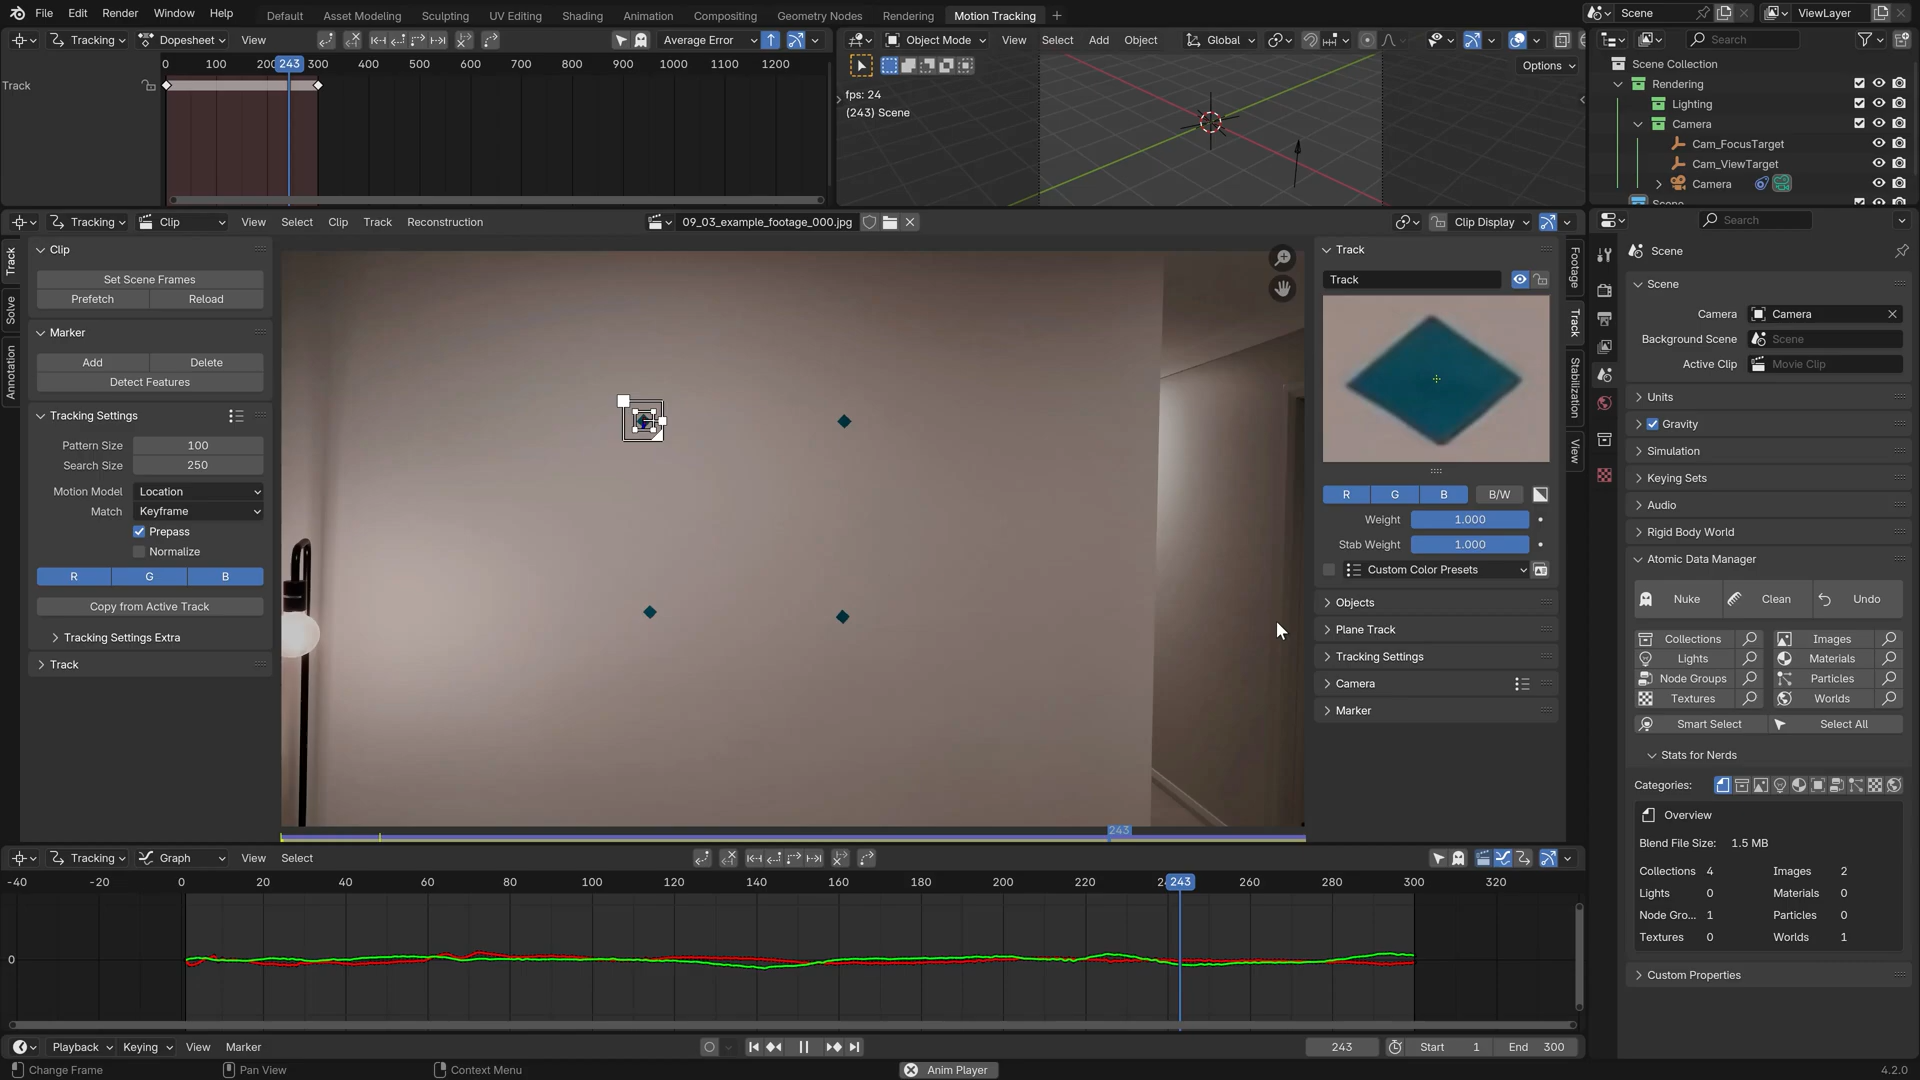 File Edit Render Window Help Default Asset Modeling Sculpting UV Editing Shading Animation Compositing Geometry Nodes Rendering Motion Tracking + Scene ViewLayer
Tracking Dopesheet View Average Error Object Mode View Select Add Object Global Search
0 100 200 243 300 400 500 600 700 800 900 1000 1100 1200 Options
Track
fps: 24
(243) Scene
Scene Collection
Rendering
Lighting
Camera
Cam_FocusTarget
Cam_ViewTarget
Camera
Tracking Clip View Select Clip Track Reconstruction 09_03_example_footage_000.jpg Clip Display Search
Track
Solve
Annotation
Clip
Set Scene Frames
Prefetch Reload
Marker
Add Delete
Detect Features
Tracking Settings
Pattern Size 100
Search Size 250
Motion Model Location
Match Keyframe
Prepass
Normalize
R G B
Copy from Active Track
Tracking Settings Extra
Track
243
Track
Track
R G B B/W
Weight 1.000
Stab Weight 1.000
Custom Color Presets
Objects
Plane Track
Tracking Settings
Camera
Marker
Footage
Track
Stabilization
View
Scene
Scene
Camera Camera
Background Scene Scene
Active Clip Movie Clip
Units
Gravity
Simulation
Keying Sets
Audio
Rigid Body World
Atomic Data Manager
Nuke Clean Undo
Collections Images
Lights Materials
Node Groups Particles
Textures Worlds
Smart Select Select All
Stats for Nerds
Categories:
Overview
Blend File Size: 1.5 MB
Collections 4 Images 2
Lights 0 Materials 0
Node Gro... 1 Particles 0
Textures 0 Worlds 1
Custom Properties
Tracking Graph View Select
-40 -20 0 20 40 60 80 100 120 140 160 180 200 220 243 260 280 300 320
0
Playback Keying View Marker 243 Start 1 End 300
Change Frame Pan View Context Menu Anim Player 4.2.0